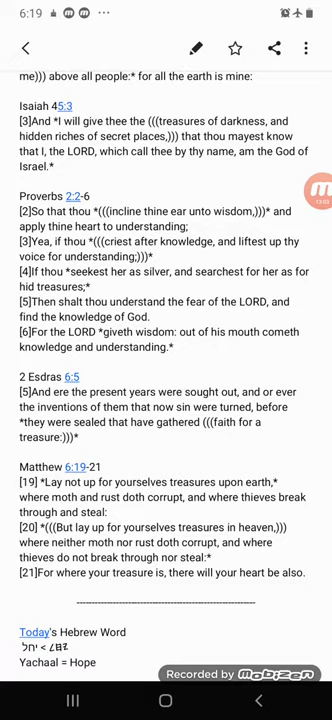 6:19
me))) above all people:* for all the earth is mine:
Isaiah 45:3
[3]And *I will give thee the (((treasures of darkness, and
hidden riches of secret places,))) that thou mayest know
that I, the LORD, which call thee by thy name, am the God of
Israel.*
Proverbs 2:2-6
[2]So that thou *(((incline thine ear unto wisdom,)))* and
apply thine heart to understanding;
[3]Yea, if thou *(((criest after knowledge, and liftest up thy
voice for understanding;)))*
[4]If thou *seekest her as silver, and searchest for her as for
hid treasures;*
[5]Then shalt thou understand the fear of the LORD, and
find the knowledge of God.
[6]For the LORD *giveth wisdom: out of his mouth cometh
knowledge and understanding.*
2 Esdras 6:5
[5]And ere the present years were sought out, and or ever
the inventions of them that now sin were turned, before
*they were sealed that have gathered (((faith for a
treasure:)))*
Matthew 6:19-21
[19] *Lay not up for yourselves treasures upon earth,*
where moth and rust doth corrupt, and where thieves break
through and steal:
[20] *(((But lay up for yourselves treasures in heaven,)))
where neither moth nor rust doth corrupt, and where
thieves do not break through nor steal:*
[21]For where your treasure is, there will your heart be also.
------------------------------------------------------------
Today's Hebrew Word
יחל >
Yachaal = Hope
Recorded by mobizen